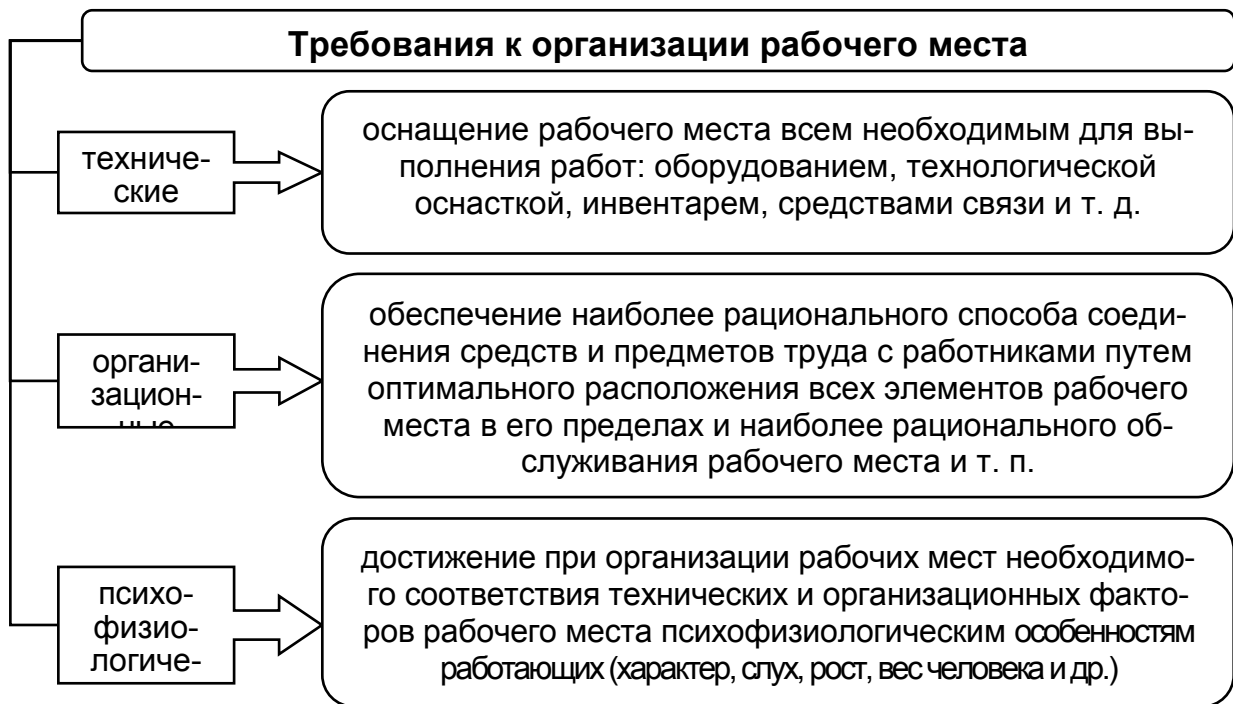 Требования к организации рабочего места
техниче-
ские
оснащение рабочего места всем необходимым для вы-
полнения работ: оборудованием, технологической
оснасткой, инвентарем, средствами связи и т. д.
органи-
зацион-
ные
обеспечение наиболее рационального способа соеди-
нения средств и предметов труда с работниками путем
оптимального расположения всех элементов рабочего
места в его пределах и наиболее рационального об-
служивания рабочего места и т. п.
психо-
физио-
логиче-
достижение при организации рабочих мест необходимо-
го соответствия технических и организационных факто-
ров рабочего места психофизиологическим особенностям
работающих (характер, слух, рост, вес человека и др.)